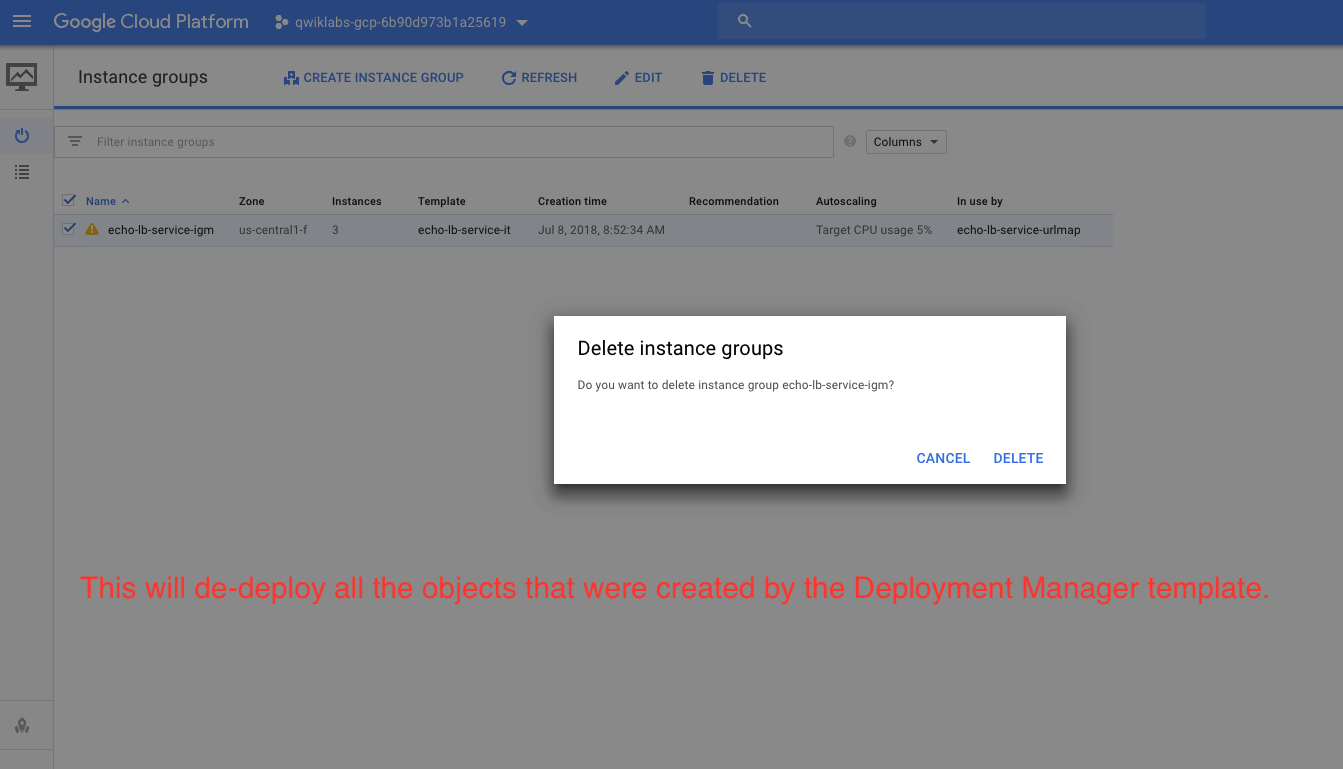 Google Cloud Platform qwiklabs-gcp-6b90d973b1a25619
Instance groups CREATE INSTANCE GROUP REFRESH EDIT DELETE
Filter instance groups ? Columns
Name Zone Instances Template Creation time Recommendation Autoscaling In use by
echo-lb-service-igm us-central1-f 3 echo-lb-service-it Jul 8, 2018, 8:52:34 AM Target CPU usage 5% echo-lb-service-urlmap
Delete instance groups
Do you want to delete instance group echo-lb-service-igm?
CANCEL DELETE
This will de-deploy all the objects that were created by the Deployment Manager template.